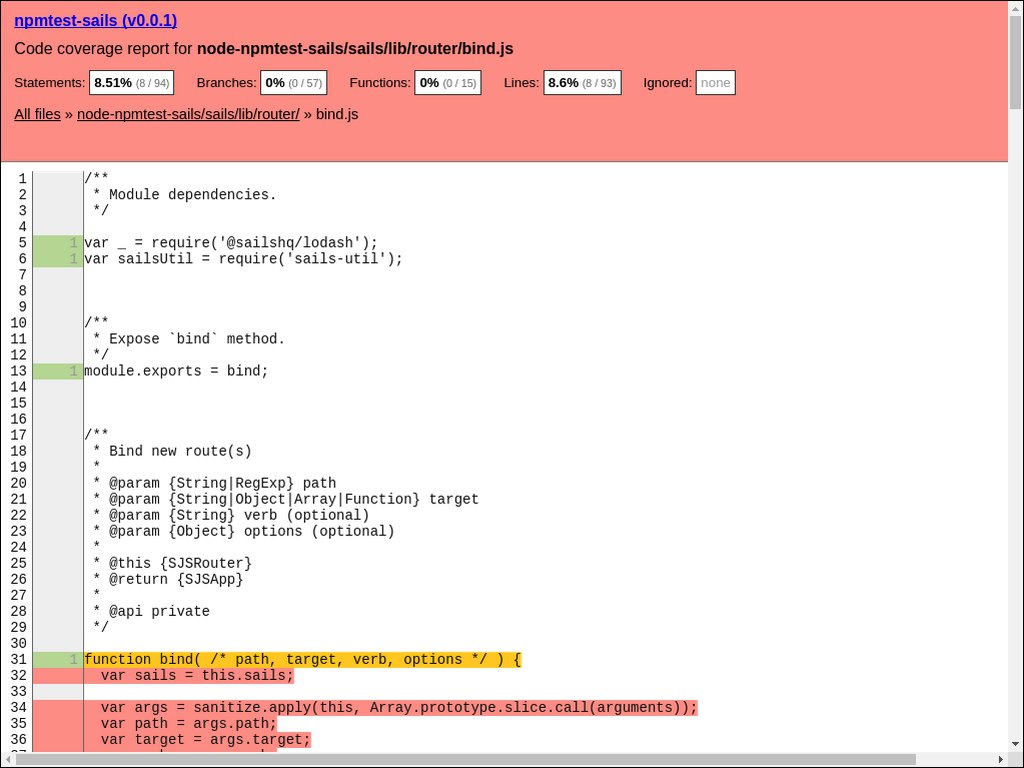 npmtest-sails (v0.0.1)
Code coverage report for node-npmtest-sails/sails/lib/router/bind.js
Statements: 8.51% (8 / 94) Branches: 0% (0 / 57) Functions: 0% (0 / 15) Lines: 8.6% (8 / 93) Ignored: none
All files » node-npmtest-sails/sails/lib/router/ » bind.js
1 /**
2  * Module dependencies.
3  */
4
5 1 var _ = require('@sailshq/lodash');
6 1 var sailsUtil = require('sails-util');
7
8
9
10 /**
11  * Expose `bind` method.
12  */
13 1 module.exports = bind;
14
15
16
17 /**
18  * Bind new route(s)
19  *
20  * @param {String|RegExp} path
21  * @param {String|Object|Array|Function} target
22  * @param {String} verb (optional)
23  * @param {Object} options (optional)
24  *
25  * @this {SJSRouter}
26  * @return {SJSApp}
27  *
28  * @api private
29  */
30
31 1 function bind( /* path, target, verb, options */ ) {
32   var sails = this.sails;
33
34   var args = sanitize.apply(this, Array.prototype.slice.call(arguments));
35   var path = args.path;
36   var target = args.target;